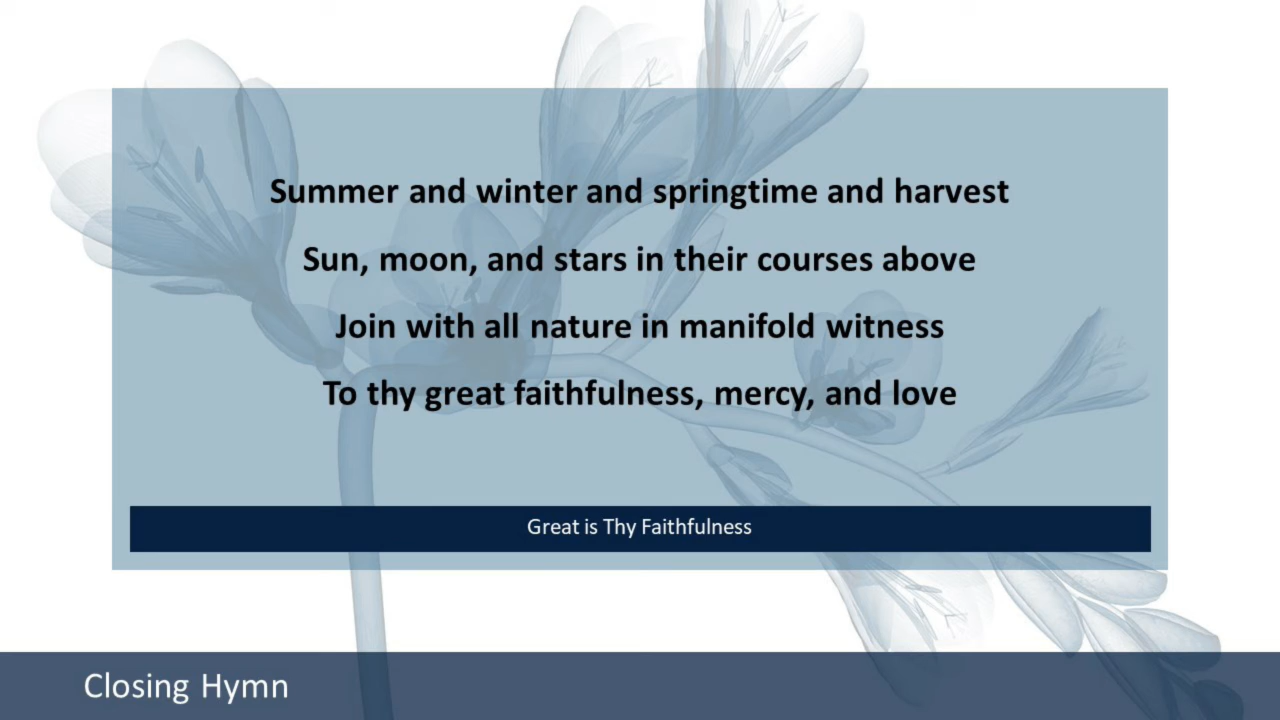 Summer and winter and springtime and harvest
Sun, moon, and stars in their courses above
Join with all nature in manifold witness
To thy great faithfulness, mercy, and love
Great is Thy Faithfulness
Closing Hymn